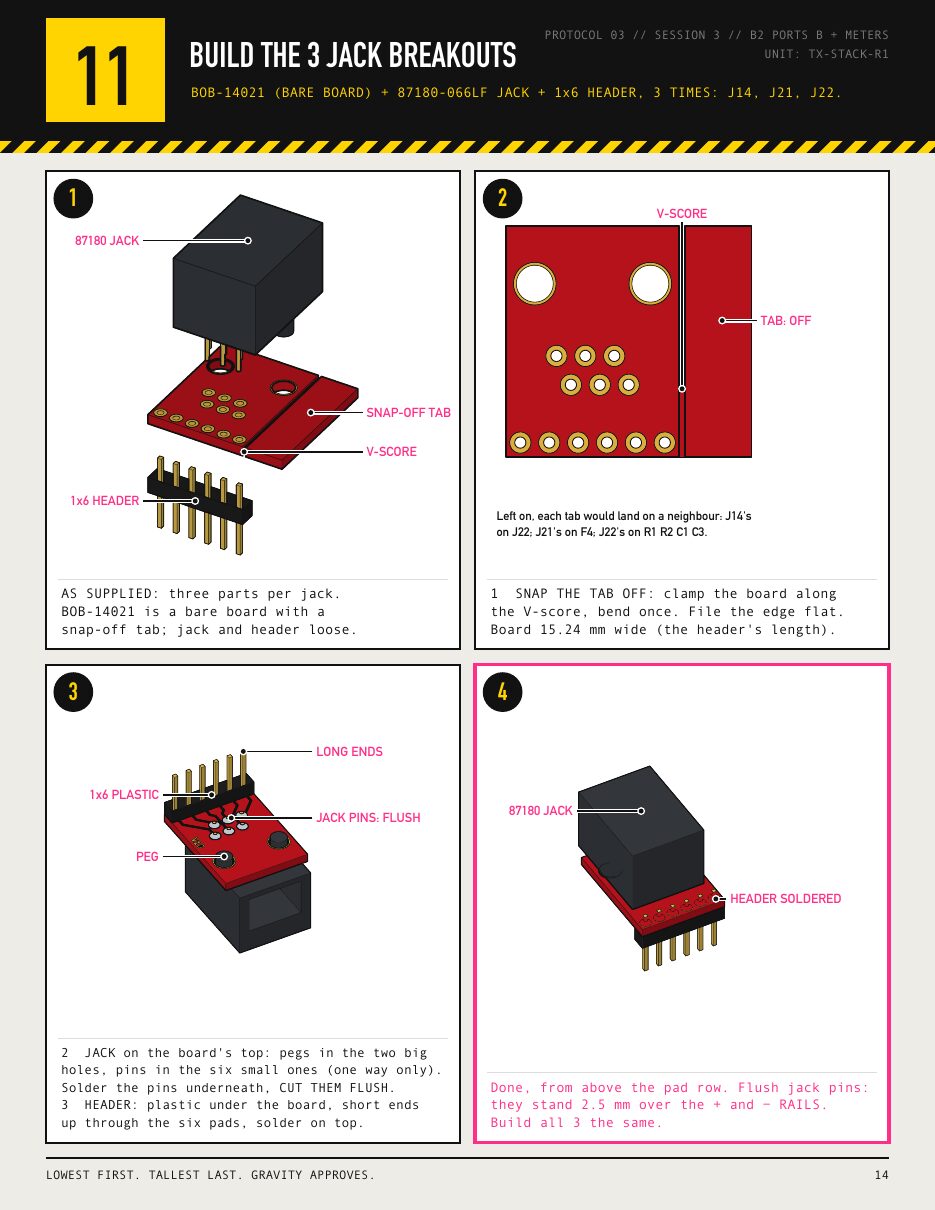 11
BUILD THE 3 JACK BREAKOUTS
PROTOCOL 03 // SESSION 3 // B2 PORTS B + METERS
UNIT: TX-STACK-R1
BOB-14021 (BARE BOARD) + 87180-066LF JACK + 1x6 HEADER, 3 TIMES: J14, J21, J22.
1
87180 JACK
SNAP-OFF TAB
V-SCORE
1x6 HEADER
AS SUPPLIED: three parts per jack.
BOB-14021 is a bare board with a
snap-off tab; jack and header loose.
2
V-SCORE
TAB: OFF
Left on, each tab would land on a neighbour: J14's
on J22; J21's on F4; J22's on R1 R2 C1 C3.
1 SNAP THE TAB OFF: clamp the board along
the V-score, bend once. File the edge flat.
Board 15.24 mm wide (the header's length).
3
LONG ENDS
1x6 PLASTIC
JACK PINS: FLUSH
PEG
2 JACK on the board's top: pegs in the two big
holes, pins in the six small ones (one way only).
Solder the pins underneath, CUT THEM FLUSH.
3 HEADER: plastic under the board, short ends
up through the six pads, solder on top.
4
87180 JACK
HEADER SOLDERED
Done, from above the pad row. Flush jack pins:
they stand 2.5 mm over the + and − RAILS.
Build all 3 the same.
LOWEST FIRST. TALLEST LAST. GRAVITY APPROVES.
14